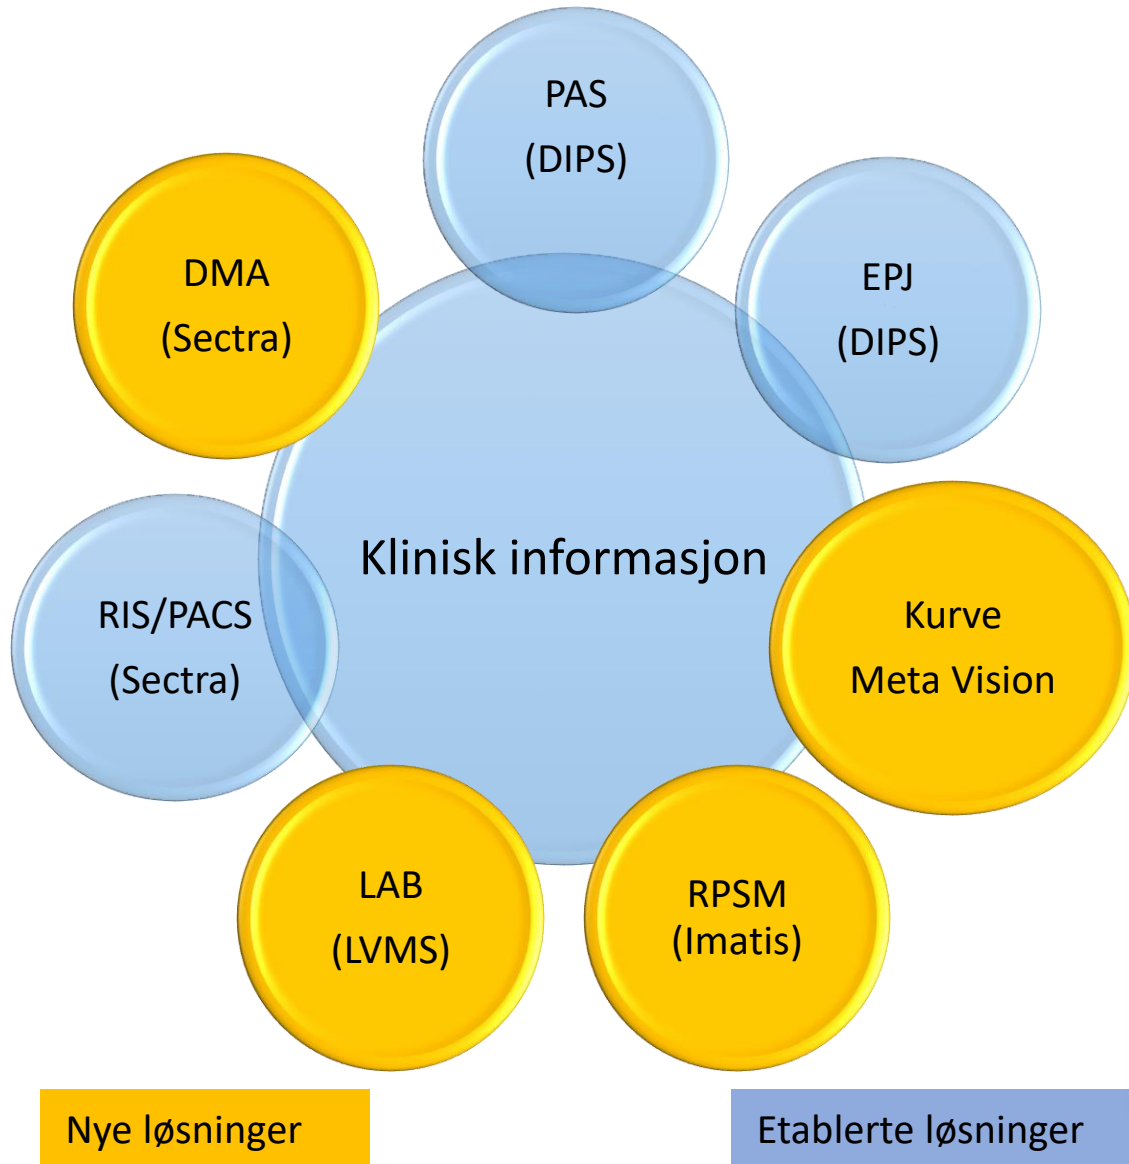 PAS
(DIPS)
DMA
(Sectra)
EPJ
(DIPS)
Klinisk informasjon
RIS/PACS
(Sectra)
Kurve
Meta Vision
LAB
(LVMS)
RPSM
(Imatis)
Nye løsninger
Etablerte løsninger